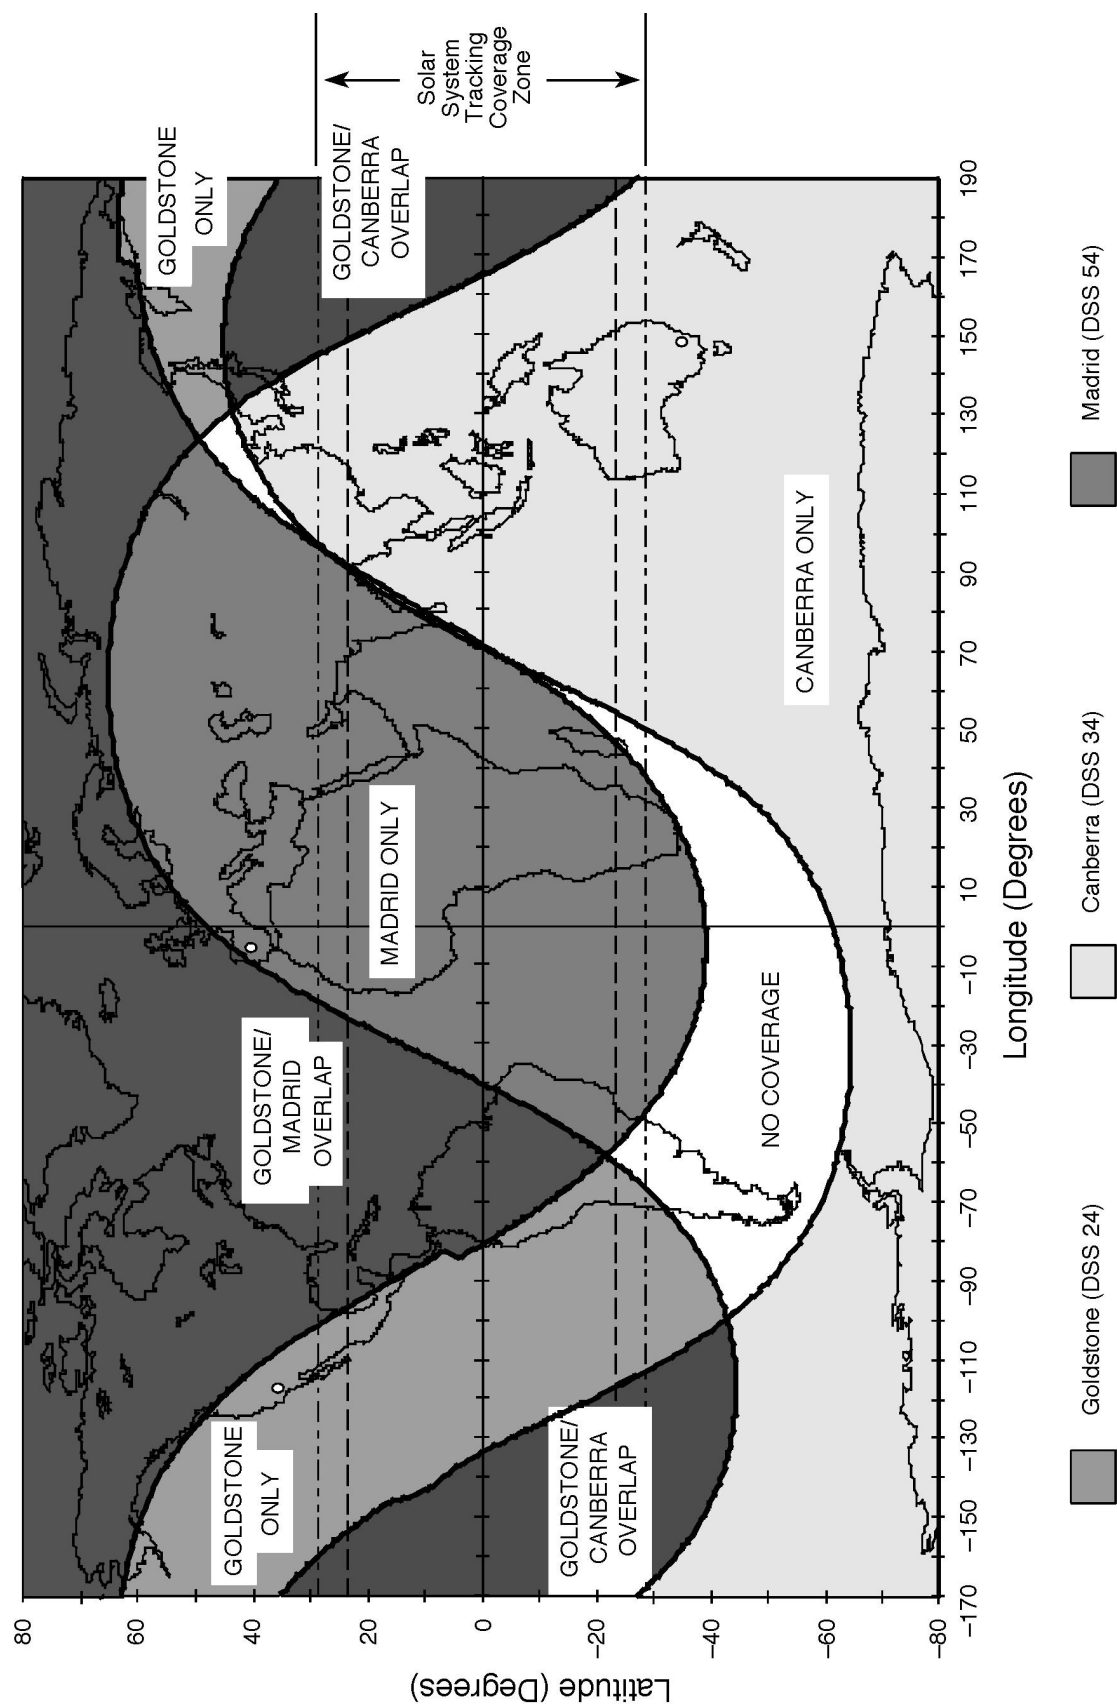 GOLDSTONE
ONLY
GOLDSTONE/
CANBERRA
OVERLAP
Solar
System
Tracking
Coverage
Zone
GOLDSTONE/
MADRID
OVERLAP
MADRID ONLY
GOLDSTONE
ONLY
GOLDSTONE/
CANBERRA
OVERLAP
NO COVERAGE
CANBERRA ONLY
Latitude (Degrees)
80
60
40
20
0
−20
−40
−60
−80
−170
−150
−130
−110
−90
−70
−50
−30
−10
10
30
50
70
90
110
130
150
170
190
Longitude (Degrees)
Goldstone (DSS 24)
Canberra (DSS 34)
Madrid (DSS 54)